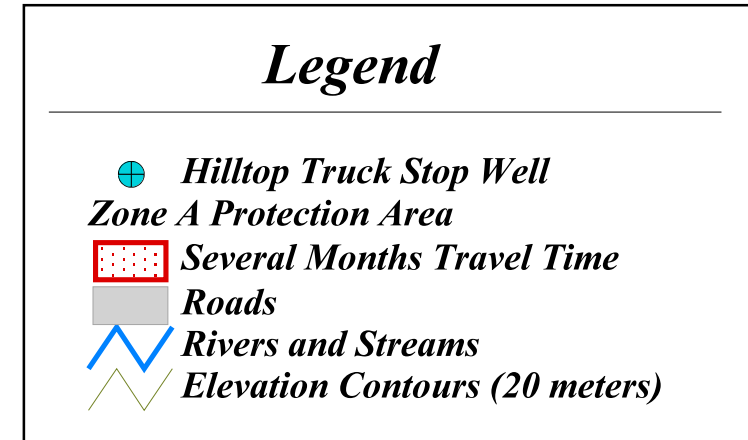 Legend
Hilltop Truck Stop Well
Zone A Protection Area
Several Months Travel Time
Roads
Rivers and Streams
Elevation Contours (20 meters)